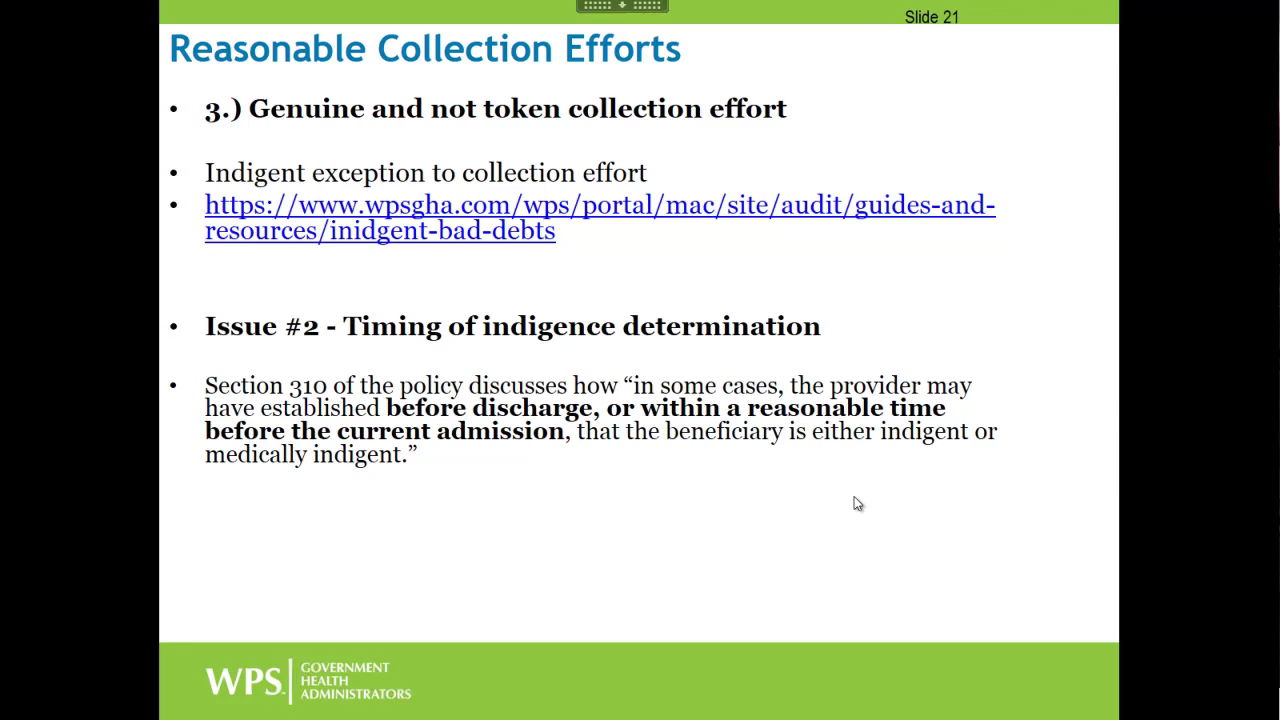 Slide 21
Reasonable Collection Efforts
• 3.) Genuine and not token collection effort
• Indigent exception to collection effort
• https://www.wpsgha.com/wps/portal/mac/site/audit/guides-and-
resources/inidgent-bad-debts
• Issue #2 - Timing of indigence determination
• Section 310 of the policy discusses how “in some cases, the provider may
have established before discharge, or within a reasonable time
before the current admission, that the beneficiary is either indigent or
medically indigent.”
WPS
GOVERNMENT
HEALTH
ADMINISTRATORS